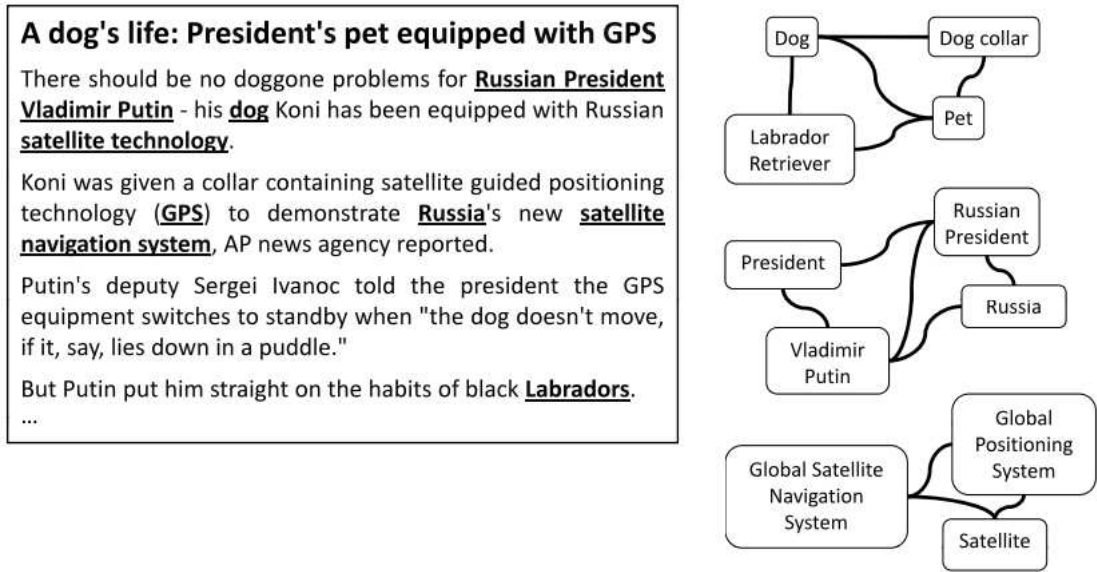 A dog's life: President's pet equipped with GPS
There should be no doggone problems for Russian President
Vladimir Putin - his dog Koni has been equipped with Russian
satellite technology.
Koni was given a collar containing satellite guided positioning
technology (GPS) to demonstrate Russia's new satellite
navigation system, AP news agency reported.
Putin's deputy Sergei Ivanoc told the president the GPS
equipment switches to standby when "the dog doesn't move,
if it, say, lies down in a puddle."
But Putin put him straight on the habits of black Labradors.
...
Dog
Dog collar
Pet
Labrador
Retriever
Russian
President
President
Russia
Vladimir
Putin
Global
Positioning
System
Global Satellite
Navigation
System
Satellite